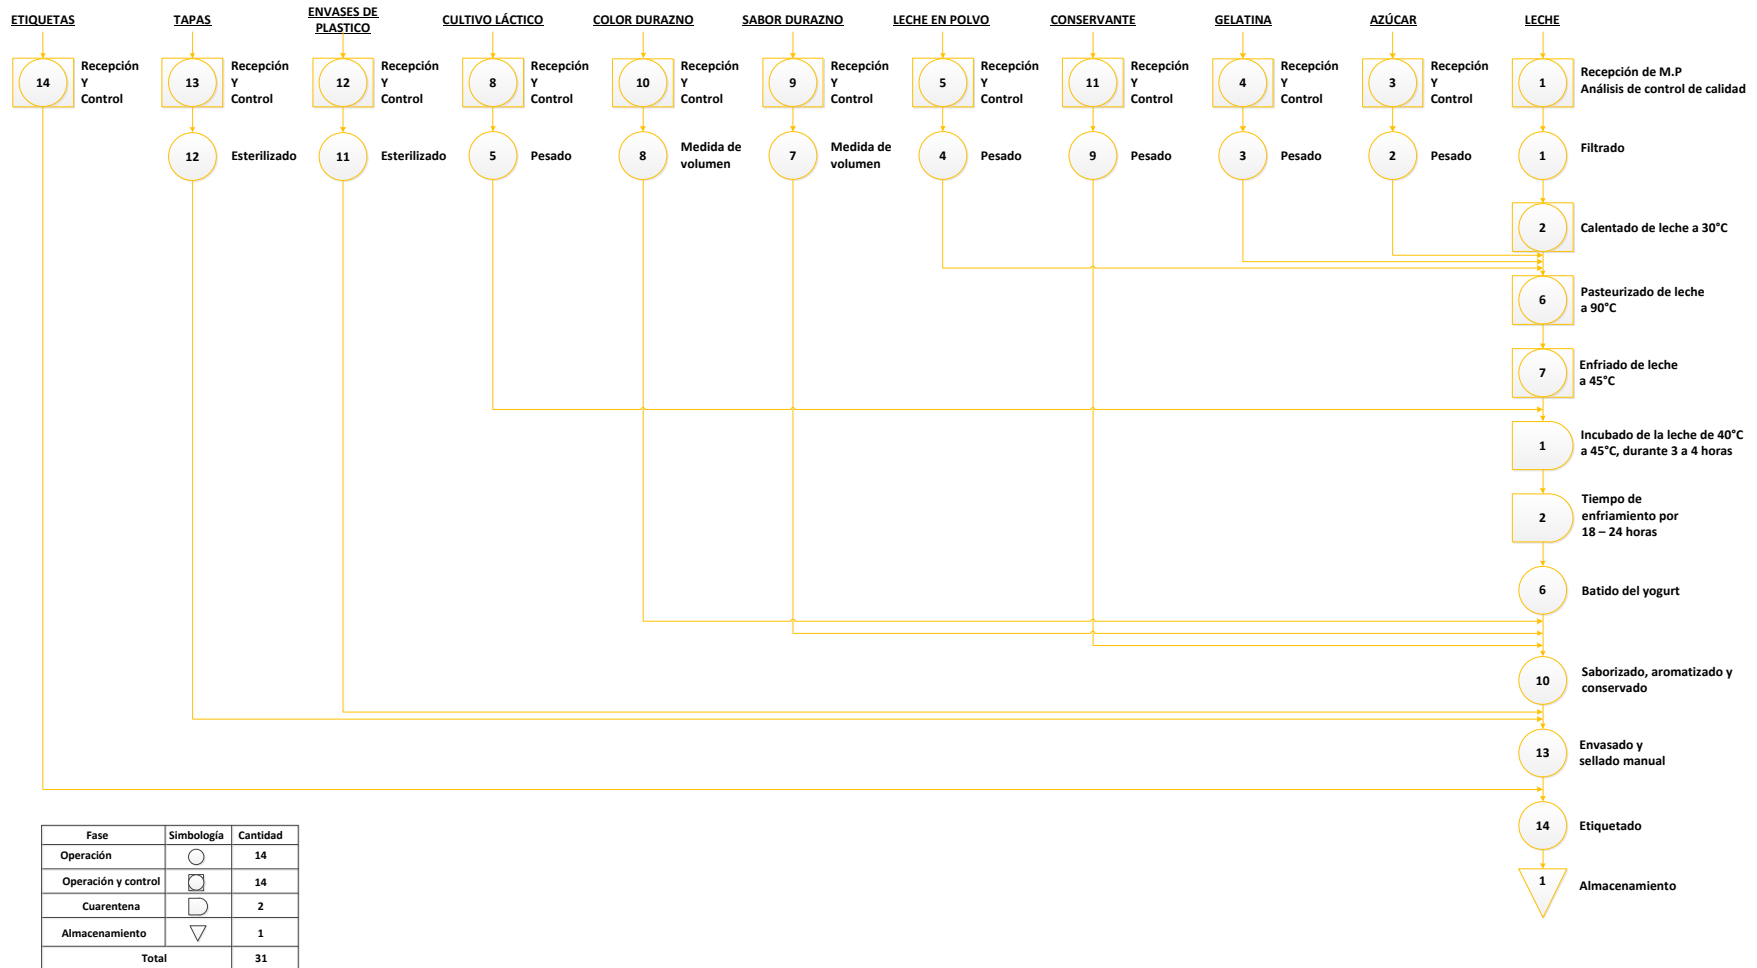 ETIQUETAS
TAPAS
ENVASES DE
PLASTICO
CULTIVO LÁCTICO
COLOR DURAZNO
SABOR DURAZNO
LECHE EN POLVO
CONSERVANTE
GELATINA
AZÚCAR
LECHE
14
Recepción
Y
Control
13
Recepción
Y
Control
12
Recepción
Y
Control
8
Recepción
Y
Control
10
Recepción
Y
Control
9
Recepción
Y
Control
5
Recepción
Y
Control
11
Recepción
Y
Control
4
Recepción
Y
Control
3
Recepción
Y
Control
1
Recepción de M.P
Análisis de control de calidad
12
Esterilizado
11
Esterilizado
5
Pesado
8
Medida de
volumen
7
Medida de
volumen
4
Pesado
9
Pesado
3
Pesado
2
Pesado
1
Filtrado
2
Calentado de leche a 30°C
6
Pasteurizado de leche
a 90°C
7
Enfriado de leche
a 45°C
1
Incubado de la leche de 40°C
a 45°C, durante 3 a 4 horas
2
Tiempo de
enfriamiento por
18 – 24 horas
6
Batido del yogurt
10
Saborizado, aromatizado y
conservado
13
Envasado y
sellado manual
14
Etiquetado
1
Almacenamiento
Fase Simbología Cantidad
Operación 14
Operación y control 14
Cuarentena 2
Almacenamiento 1
Total 31